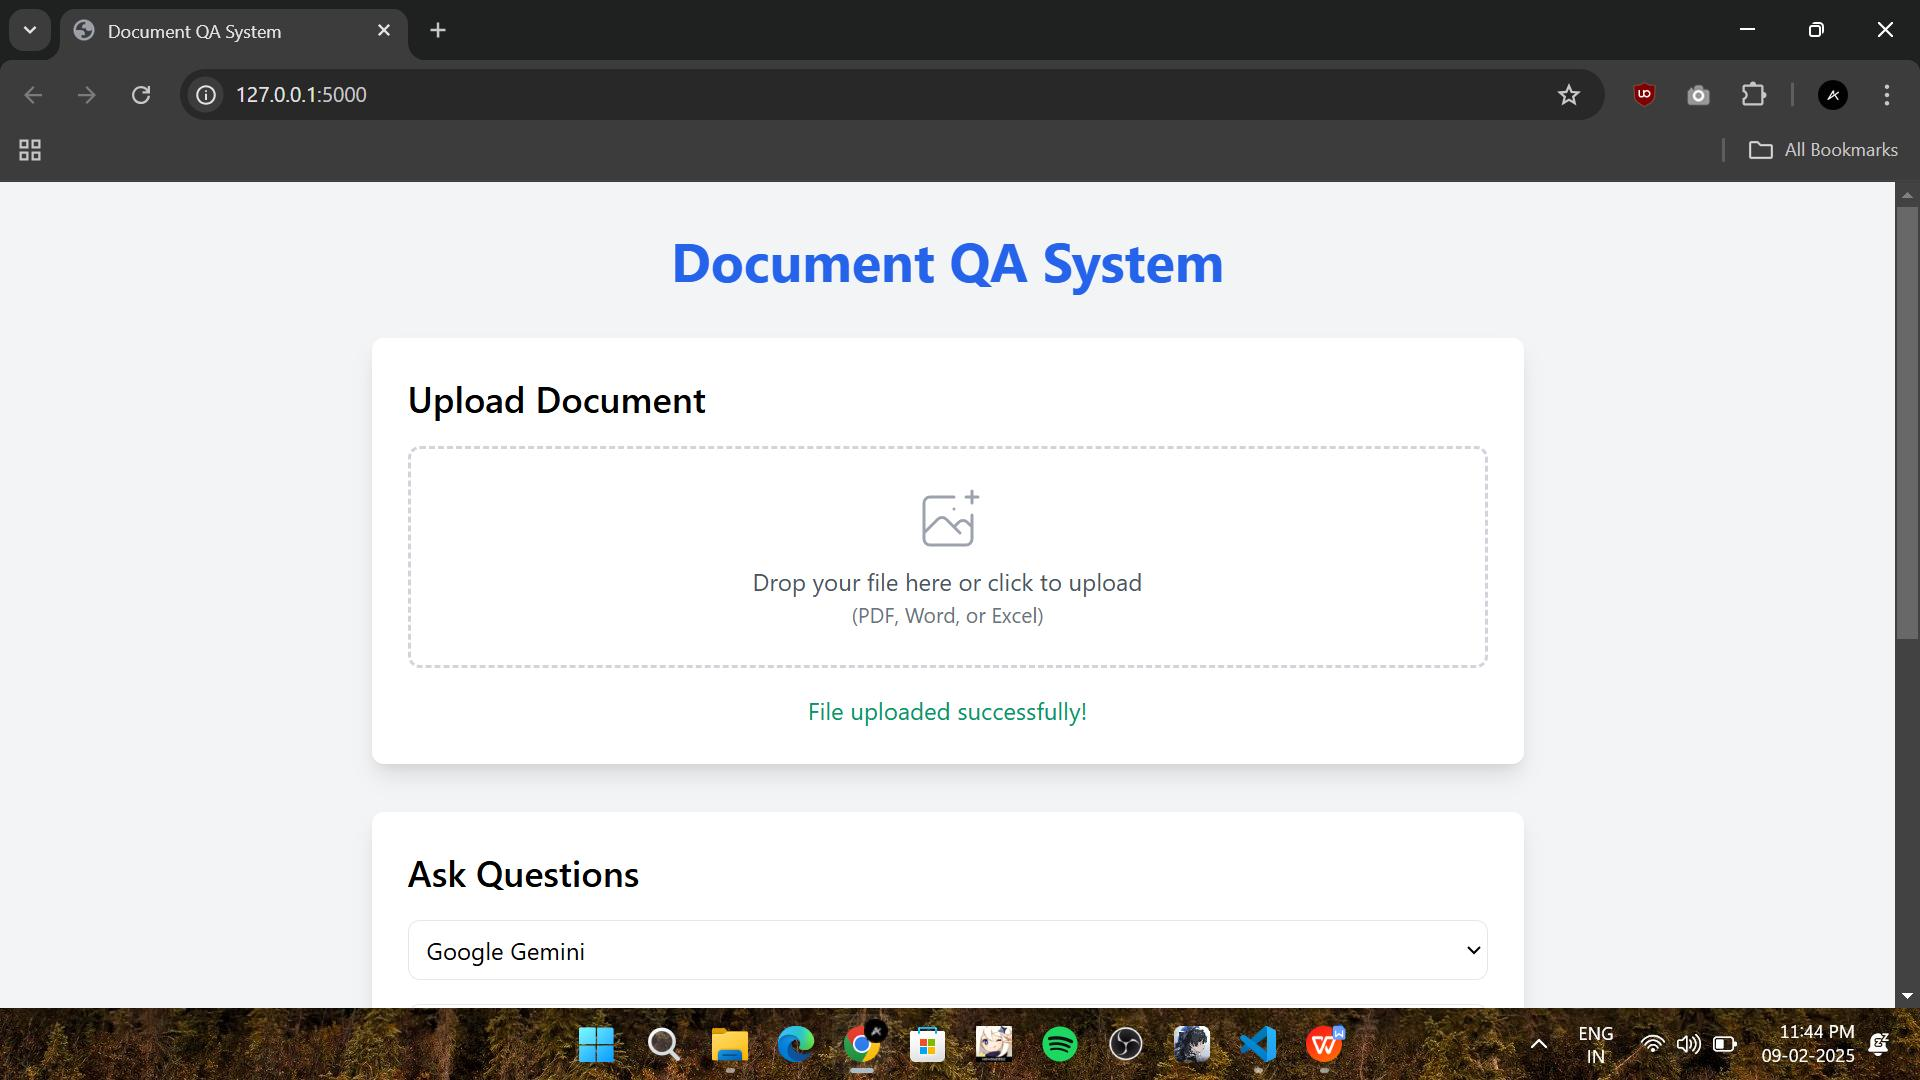 Document QA System
127.0.0.1:5000
All Bookmarks
Document QA System
Upload Document
Drop your file here or click to upload
(PDF, Word, or Excel)
File uploaded successfully!
Ask Questions
Google Gemini
ENG
IN
11:44 PM
09-02-2025